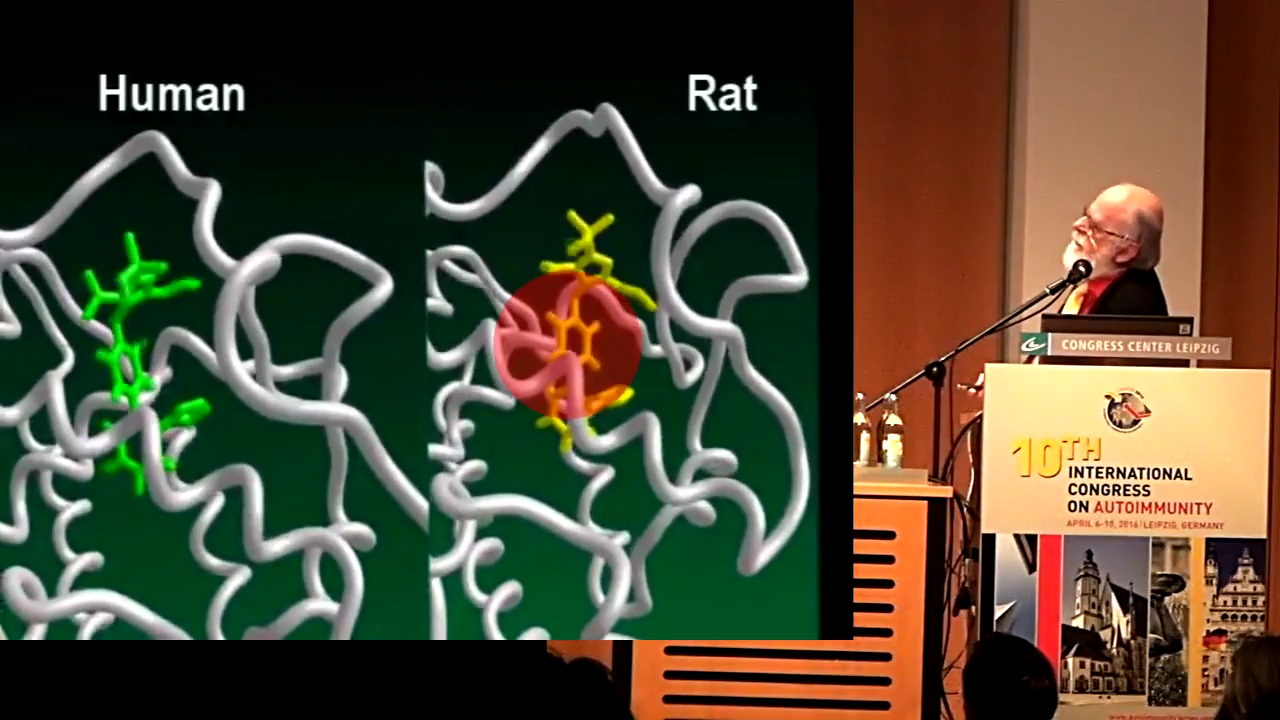 Human
Rat
CONGRESS CENTER LEIPZIG
10TH
INTERNATIONAL
CONGRESS
ON AUTOIMMUNITY
APRIL 6-10, 2016 | LEIPZIG, GERMANY